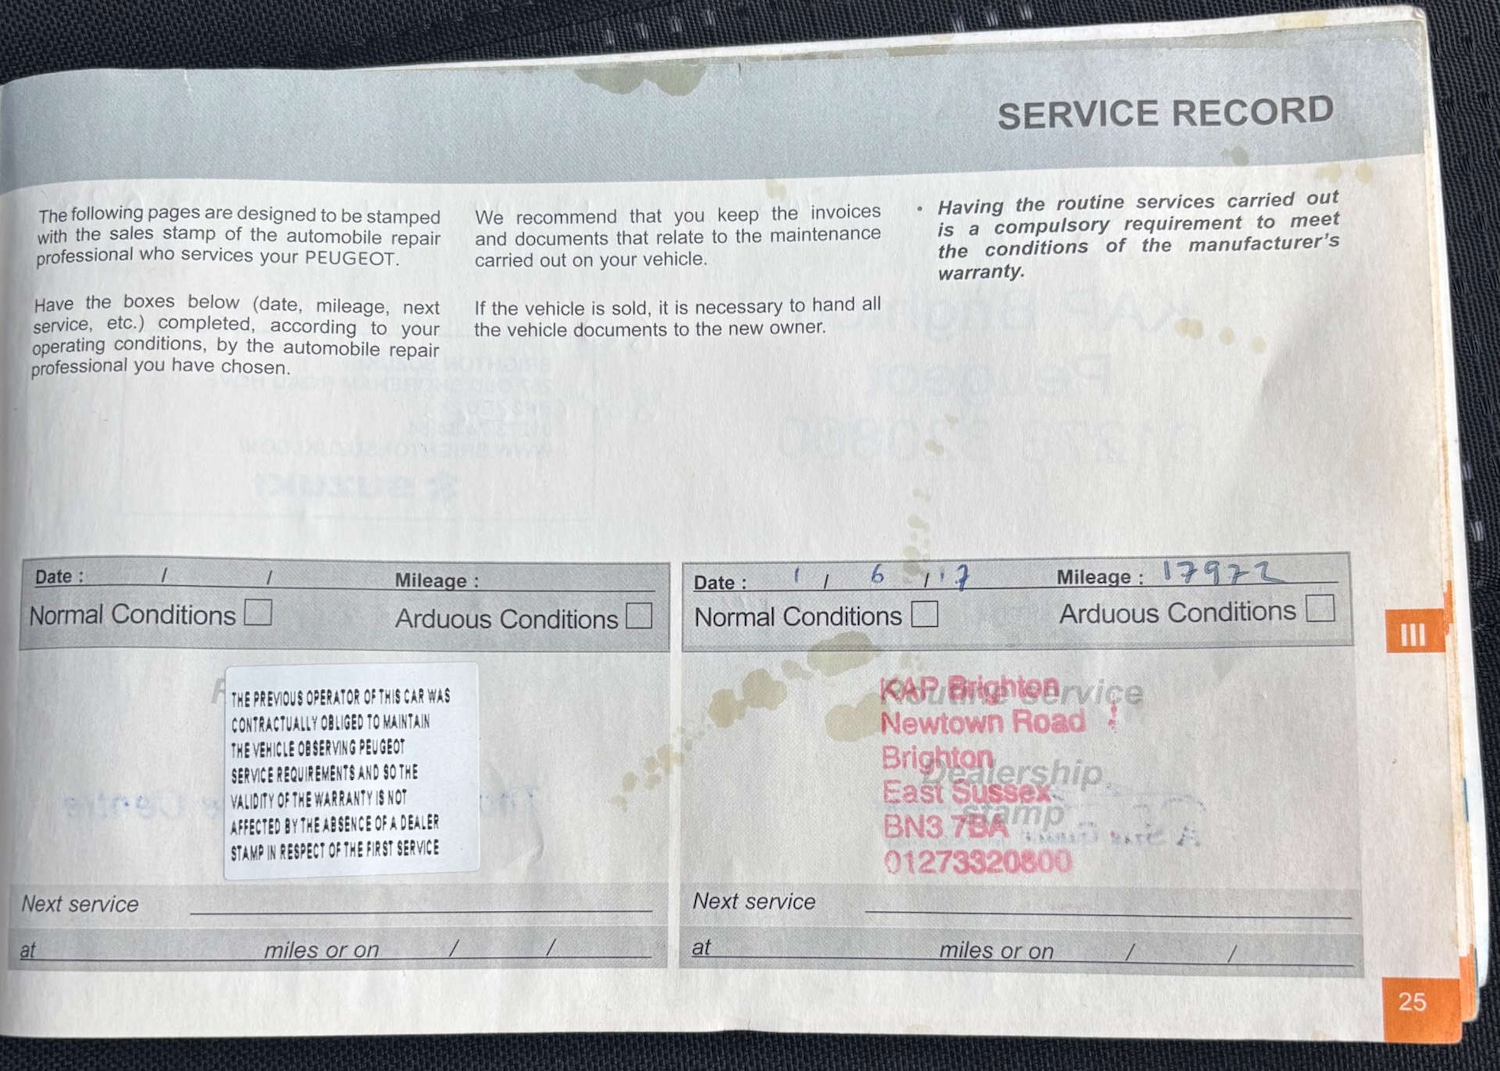 SERVICE RECORD
The following pages are designed to be stamped
with the sales stamp of the automobile repair
professional who services your PEUGEOT.
Have the boxes below (date, mileage, next
service, etc.) completed, according to your
operating conditions, by the automobile repair
professional you have chosen.
We recommend that you keep the invoices
and documents that relate to the maintenance
carried out on your vehicle.
If the vehicle is sold, it is necessary to hand all
the vehicle documents to the new owner.
• Having the routine services carried out
is a compulsory requirement to meet
the conditions of the manufacturer's
warranty.
Date : / / Mileage :
Normal Conditions Arduous Conditions
THE PREVIOUS OPERATOR OF THIS CAR WAS
CONTRACTUALLY OBLIGED TO MAINTAIN
THE VEHICLE OBSERVING PEUGEOT
SERVICE REQUIREMENTS AND SO THE
VALIDITY OF THE WARRANTY IS NOT
AFFECTED BY THE ABSENCE OF A DEALER
STAMP IN RESPECT OF THE FIRST SERVICE
Next service
at miles or on / /
Date : 1 / 6 / 17 Mileage : 17972
Normal Conditions Arduous Conditions
Routine service
Dealership
stamp
KAP Brighton
Newtown Road
Brighton
East Sussex
BN3 7BA
01273320800
Next service
at miles or on / /
III
25